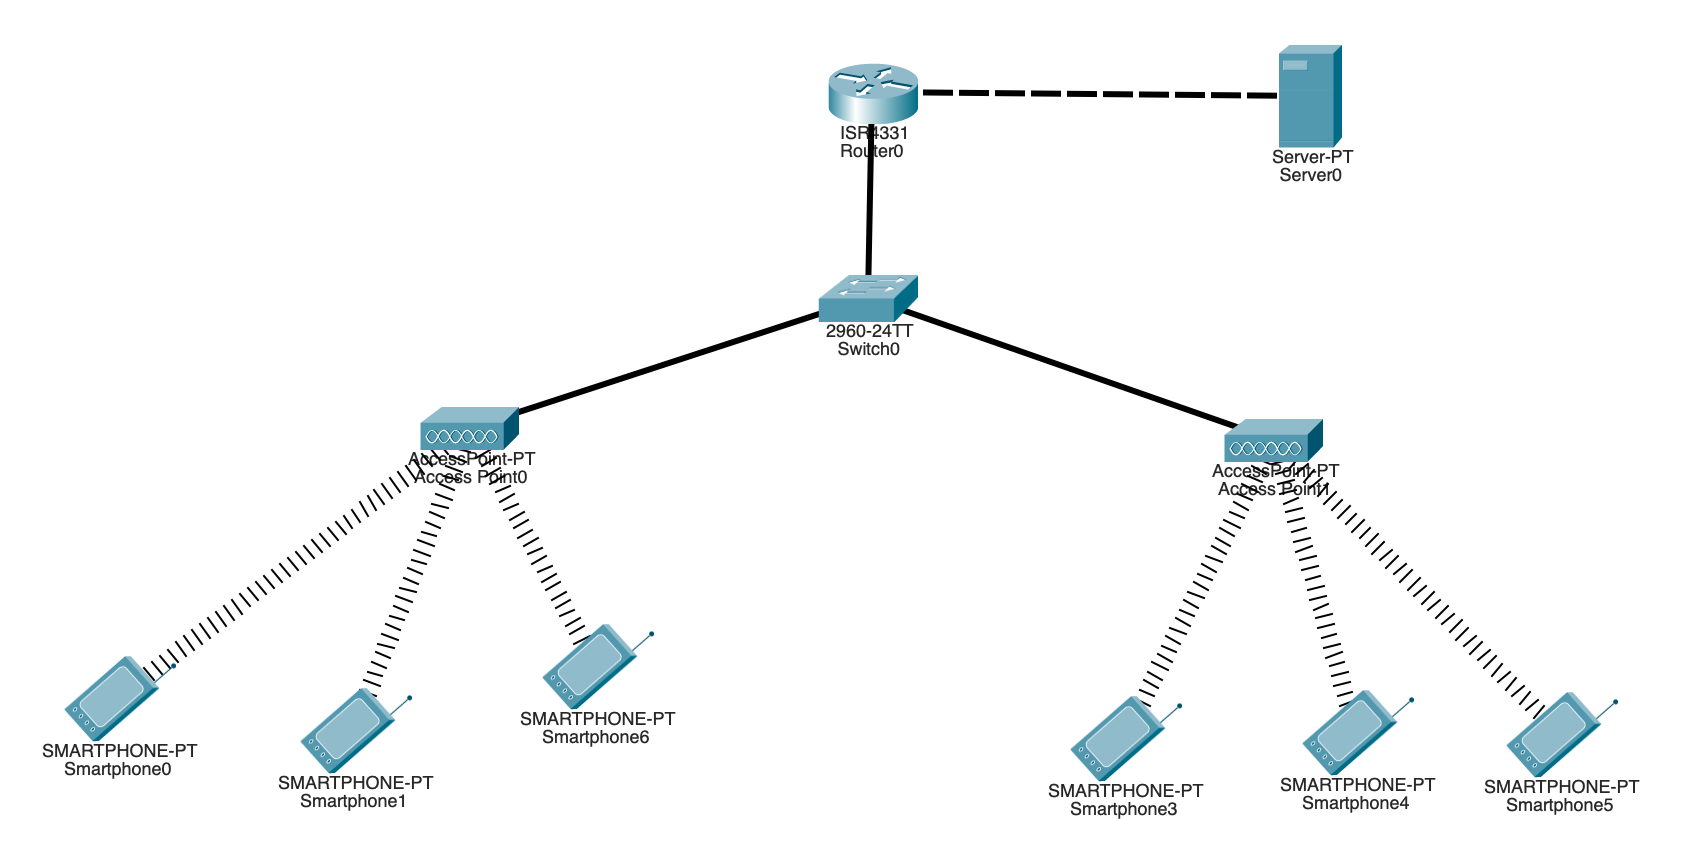 ISR4331
Router0
Server-PT
Server0
2960-24TT
Switch0
AccessPoint-PT
Access Point0
AccessPoint-PT
Access Point1
SMARTPHONE-PT
Smartphone0
SMARTPHONE-PT
Smartphone1
SMARTPHONE-PT
Smartphone6
SMARTPHONE-PT
Smartphone3
SMARTPHONE-PT
Smartphone4
SMARTPHONE-PT
Smartphone5